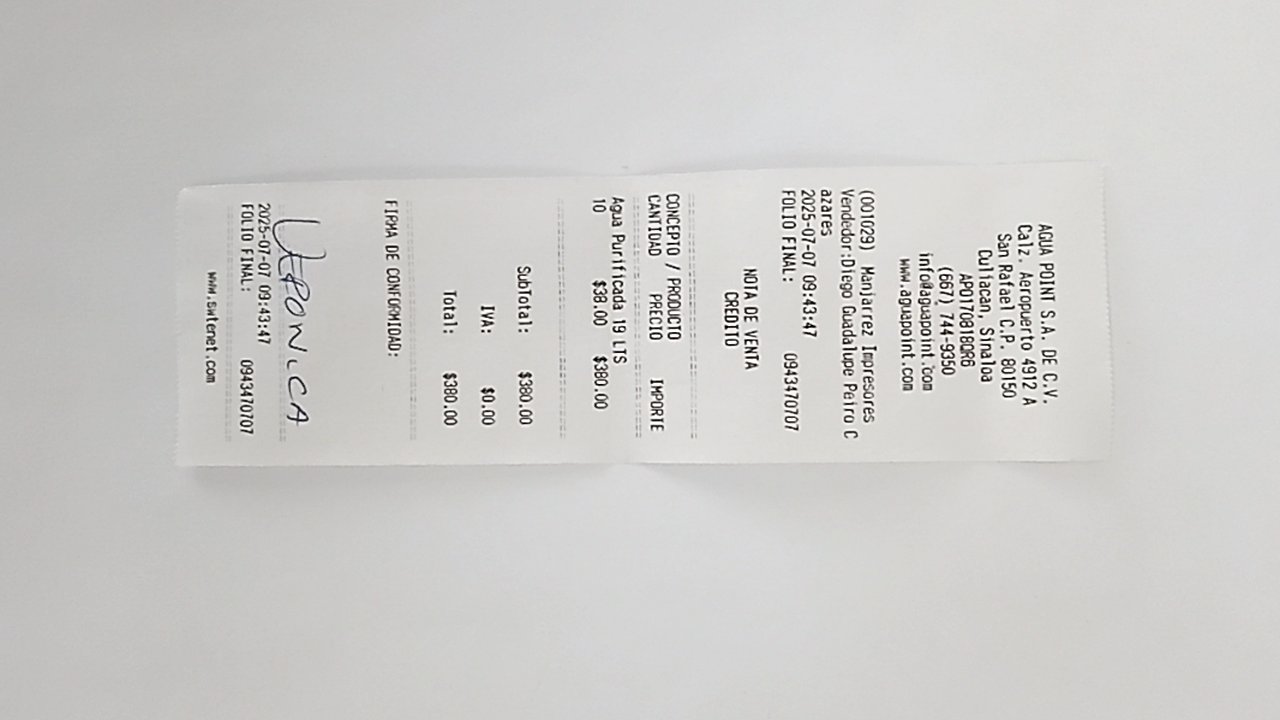 AGUA POINT S.A. DE C.V.
Calz. Aeropuerto 4912 A
San Rafael C.P. 80150
Culiacan, Sinaloa
APO170818QR6
(667) 744-9350
info@aguapoint.com
www.aguapoint.com
(001029) Manjarrez Impresores
Vendedor:Diego Guadalupe Peiro C
azares
2025-07-07 09:43:47
FOLIO FINAL: 0943470707
NOTA DE VENTA
CREDITO
CONCEPTO / PRODUCTO
CANTIDAD PRECIO IMPORTE
Agua Purificada 19 LTS
10 $38.00 $380.00
SubTotal: $380.00
IVA: $0.00
Total: $380.00
FIRMA DE CONFORMIDAD:
VERONICA
2025-07-07 09:43:47
FOLIO FINAL: 0943470707
www.swtenet.com